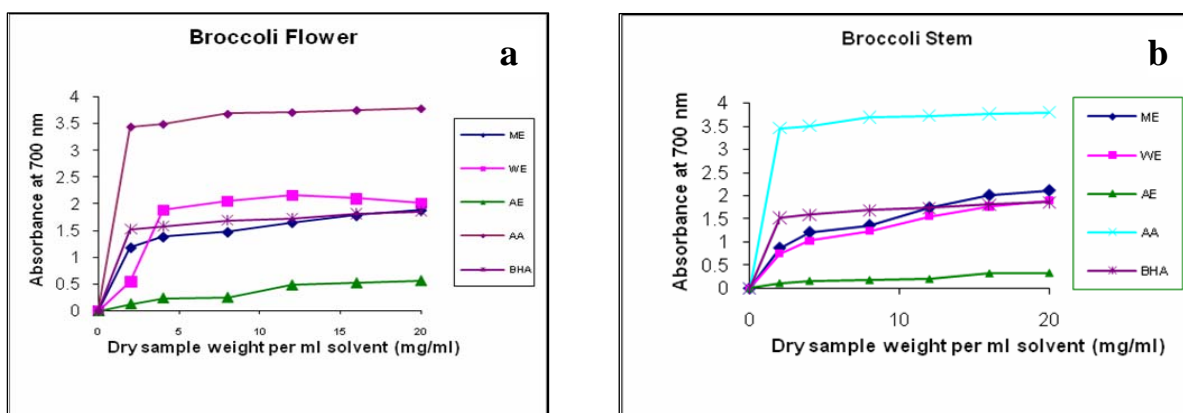 Broccoli Flower
a
Absorbance at 700 nm
4
3.5
3
2.5
2
1.5
1
0.5
0
0 5 10 15 20
Dry sample weight per ml solvent (mg/ml)
ME
WE
AE
AA
BHA
Broccoli Stem
b
Absorbance at 700 nm
4
3.5
3
2.5
2
1.5
1
0.5
0
0 10 20
Dry sample weight per ml solvent (mg/ml)
ME
WE
AE
AA
BHA